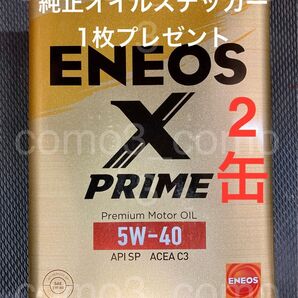 純正オイルステッカー
1枚プレゼント
ENEOS
X
PRIME
2
缶
Premium Motor OIL
5W-40
API SP ACEA C3
ENEOS
como8_como8